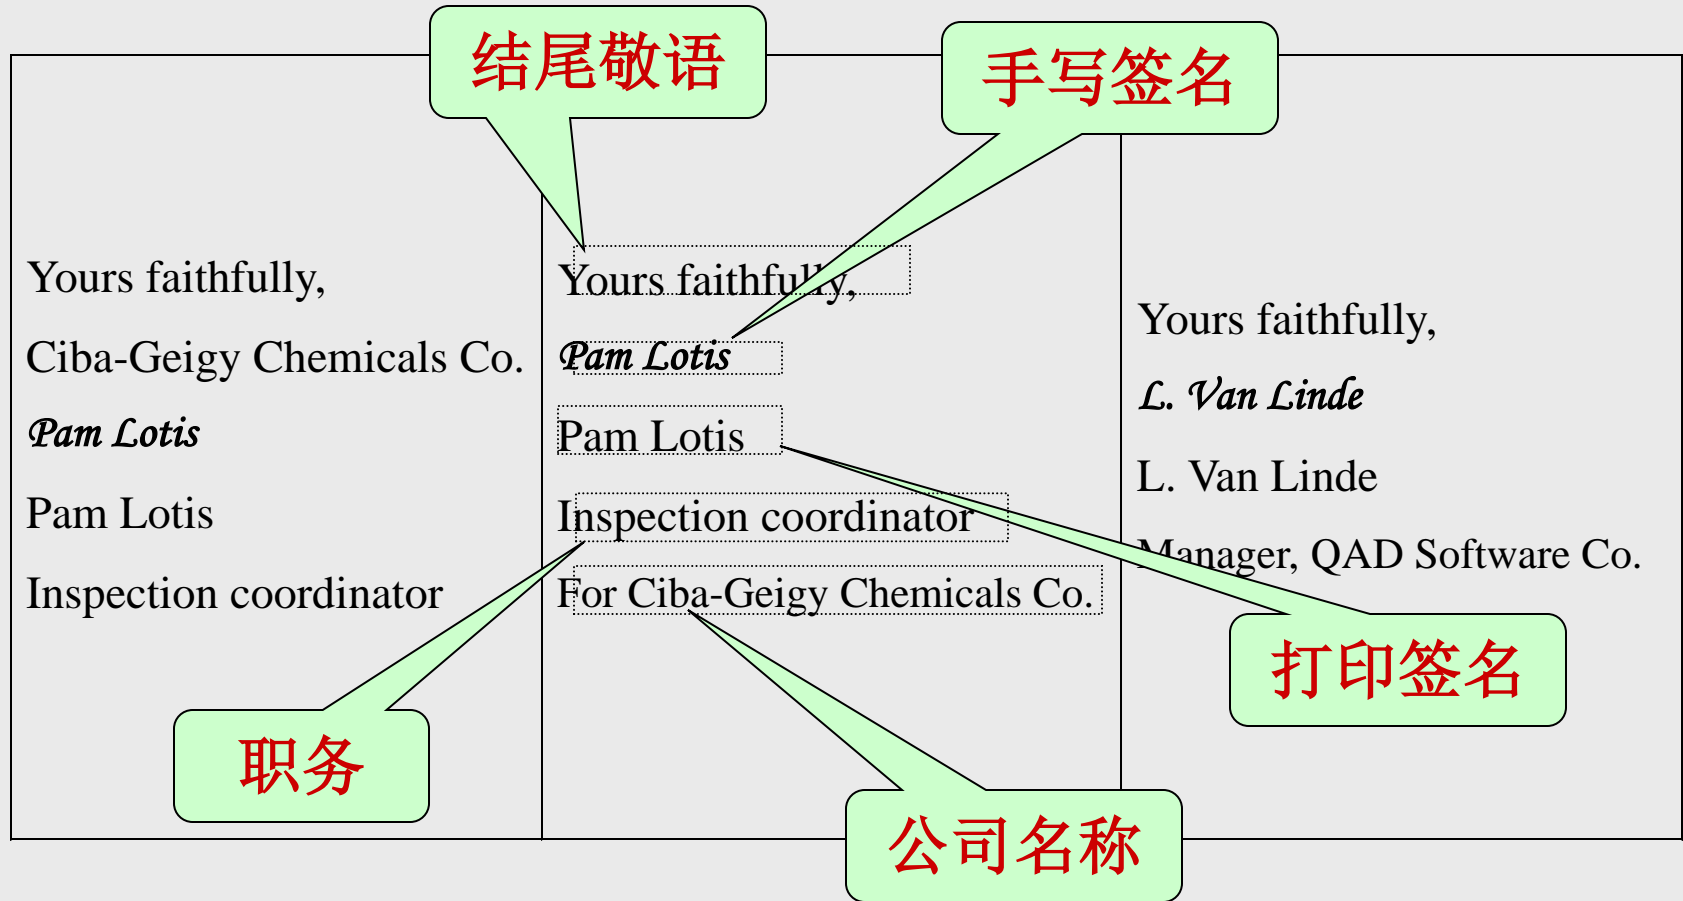 结尾敬语
手写签名
Yours faithfully,
Ciba-Geigy Chemicals Co.
Pam Lotis
Pam Lotis
Inspection coordinator
Yours faithfully,
Pam Lotis
Pam Lotis
Inspection coordinator
For Ciba-Geigy Chemicals Co.
Yours faithfully,
L. Van Linde
L. Van Linde
Manager, QAD Software Co.
打印签名
职务
公司名称